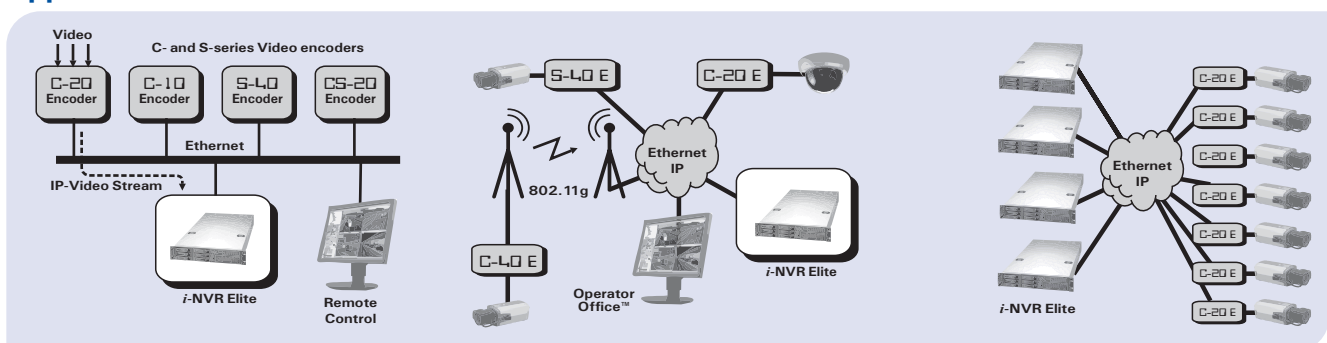 Video
C- and S-series Video encoders
C-20
Encoder
C-10
Encoder
S-40
Encoder
CS-20
Encoder
Ethernet
IP-Video Stream
i-NVR Elite
Remote
Control
S-40 E
C-20 E
802.11g
Ethernet
IP
C-40 E
Operator
Office™
i-NVR Elite
i-NVR Elite
Ethernet
IP
C-20 E
C-20 E
C-20 E
C-20 E
C-20 E
C-20 E
C-20 E